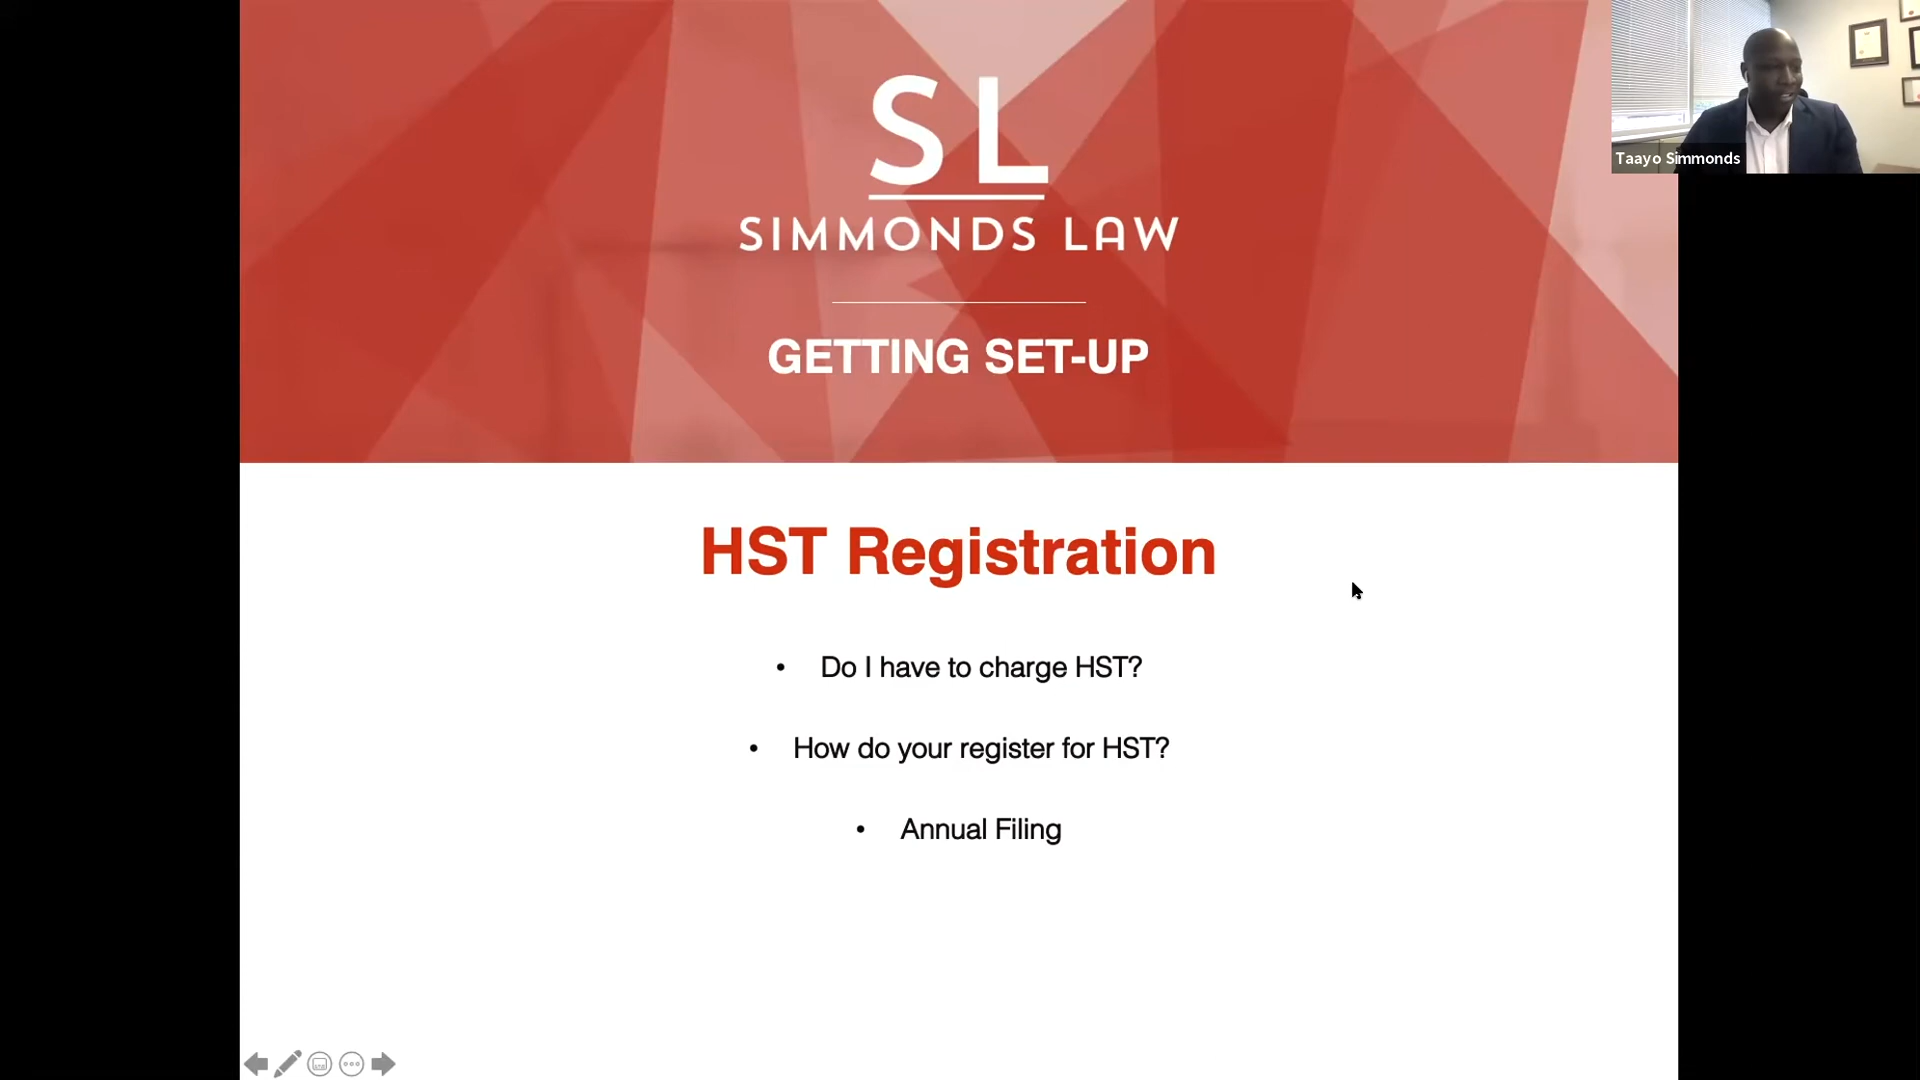 SL
SIMMONDS LAW
GETTING SET-UP
Taayo Simmonds
HST Registration
• Do I have to charge HST?
• How do your register for HST?
• Annual Filing